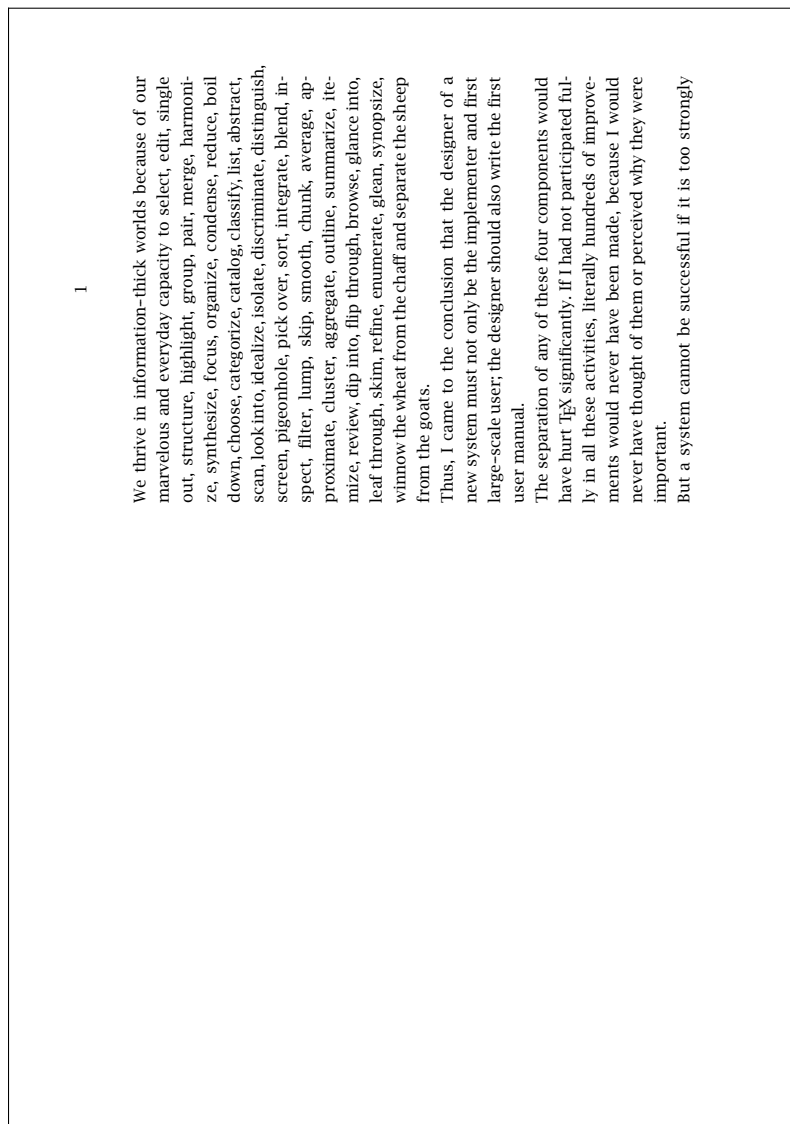 1
We thrive in information-thick worlds because of our
marvelous and everyday capacity to select, edit, single
out, structure, highlight, group, pair, merge, harmoni-
ze, synthesize, focus, organize, condense, reduce, boil
down, choose, categorize, catalog, classify, list, abstract,
scan, look into, idealize, isolate, discriminate, distinguish,
screen, pigeonhole, pick over, sort, integrate, blend, in-
spect, filter, lump, skip, smooth, chunk, average, ap-
proximate, cluster, aggregate, outline, summarize, ite-
mize, review, dip into, flip through, browse, glance into,
leaf through, skim, refine, enumerate, glean, synopsize,
winnow the wheat from the chaff and separate the sheep
from the goats.
Thus, I came to the conclusion that the designer of a
new system must not only be the implementer and first
large-scale user; the designer should also write the first
user manual.
The separation of any of these four components would
have hurt TEX significantly. If I had not participated ful-
ly in all these activities, literally hundreds of improve-
ments would never have been made, because I would
never have thought of them or perceived why they were
important.
But a system cannot be successful if it is too strongly